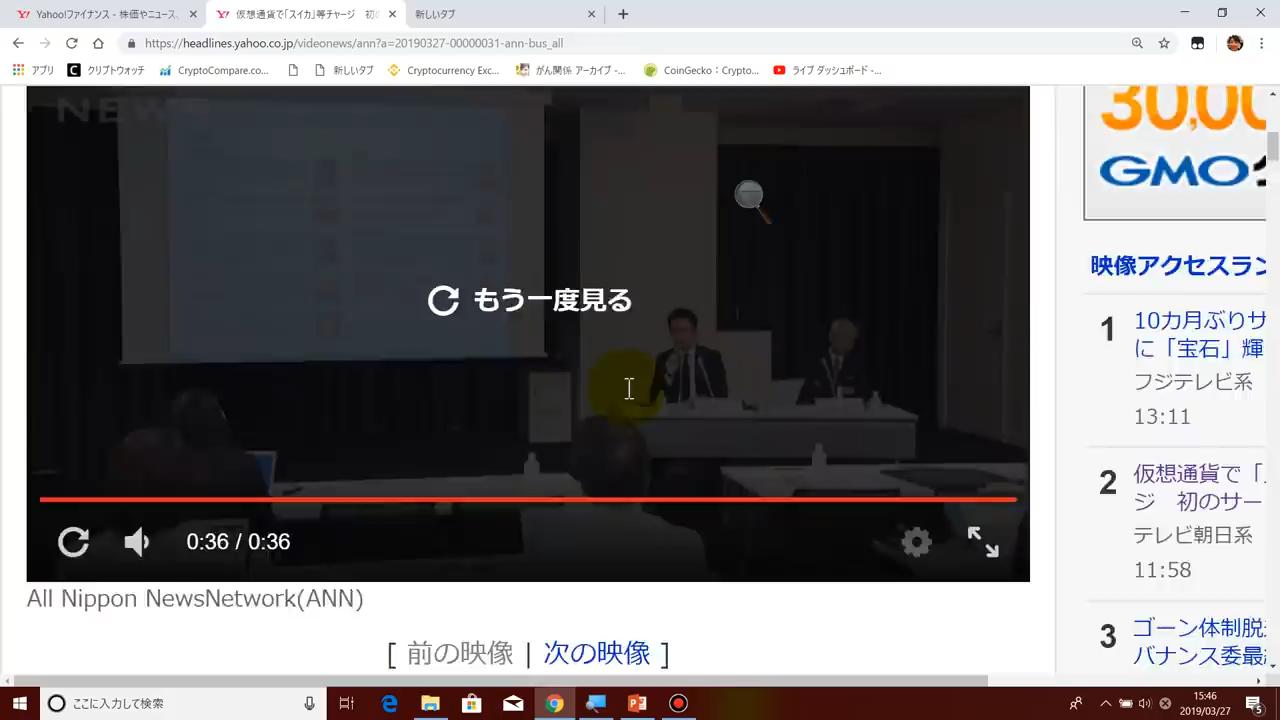 Yahoo!ファイナンス - 株価やニュース、
仮想通貨で「スイカ」等チャージ 初の
新しいタブ
https://headlines.yahoo.co.jp/videonews/ann?a=20190327-00000031-ann-bus_all
アプリ
クリプトウォッチ
CryptoCompare.co...
新しいタブ
Cryptocurrency Exc...
がん関係 アーカイブ -...
CoinGecko：Crypto...
ライブ ダッシュボード -...
NEWS
もう一度見る
0:36 / 0:36
All Nippon NewsNetwork(ANN)
[ 前の映像 | 次の映像 ]
30,00
GMO
映像アクセスラン
1
10カ月ぶりサ
に「宝石」輝
フジテレビ系
13:11
2
仮想通貨で「
ジ 初のサー
テレビ朝日系
11:58
3
ゴーン体制脱
バナンス委最
ここに入力して検索
15:46
2019/03/27
5